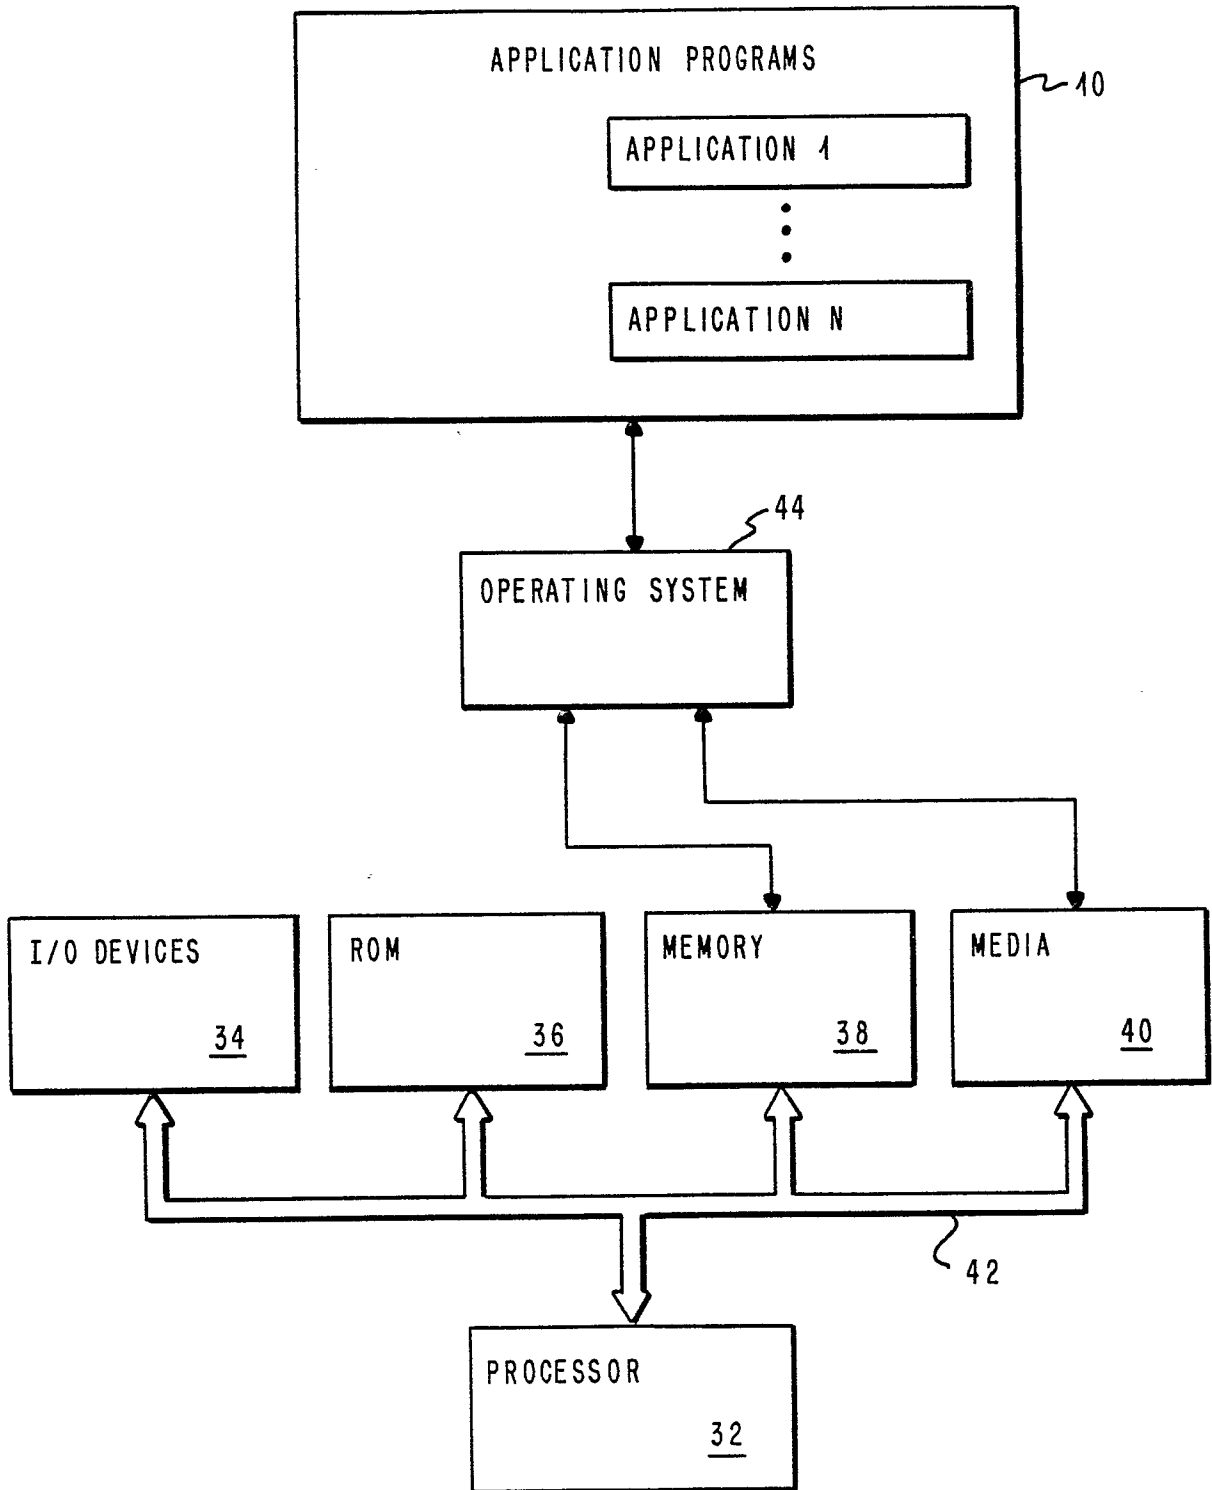 APPLICATION PROGRAMS
10
APPLICATION 1
APPLICATION N
44
OPERATING SYSTEM
I/O DEVICES
34
ROM
36
MEMORY
38
MEDIA
40
42
PROCESSOR
32